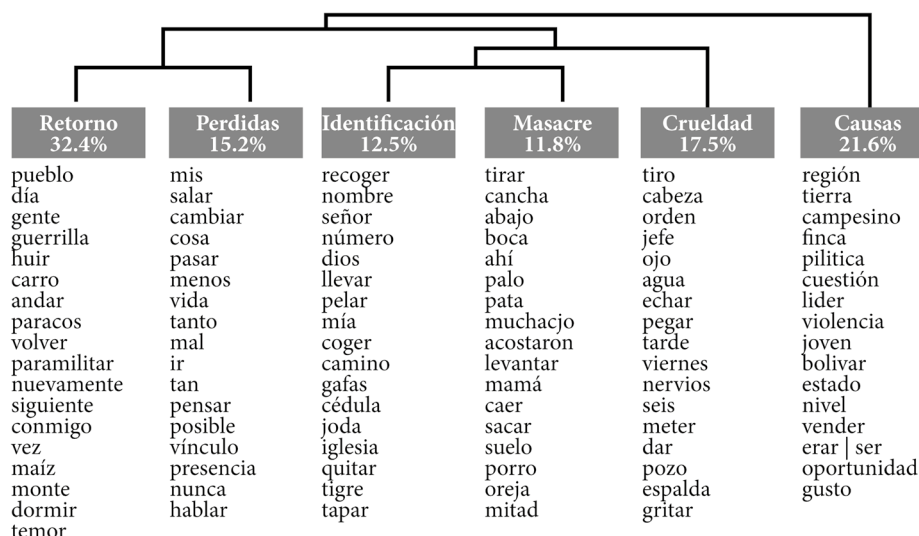 Retorno
32.4%
pueblo
día
gente
guerrilla
huir
carro
andar
paracos
volver
paramilitar
nuevamente
siguiente
conmigo
vez
maíz
monte
dormir
temor
Perdidas
15.2%
mis
salar
cambiar
cosa
pasar
menos
vida
tanto
mal
ir
tan
pensar
posible
vínculo
presencia
nunca
hablar
Identificación
12.5%
recoger
nombre
señor
número
dios
llevar
pelar
mía
coger
camino
gafas
cédula
joda
iglesia
quitar
tigre
tapar
Masacre
11.8%
tirar
cancha
abajo
boca
ahí
palo
pata
muchacjo
acostaron
levantar
mamá
caer
sacar
suelo
porro
oreja
mitad
Crueldad
17.5%
tiro
cabeza
orden
jefe
ojo
agua
echar
pegar
tarde
viernes
nervios
seis
meter
dar
pozo
espalda
gritar
Causas
21.6%
región
tierra
campesino
finca
pilitica
cuestión
lider
violencia
joven
bolivar
estado
nivel
vender
erar | ser
oportunidad
gusto